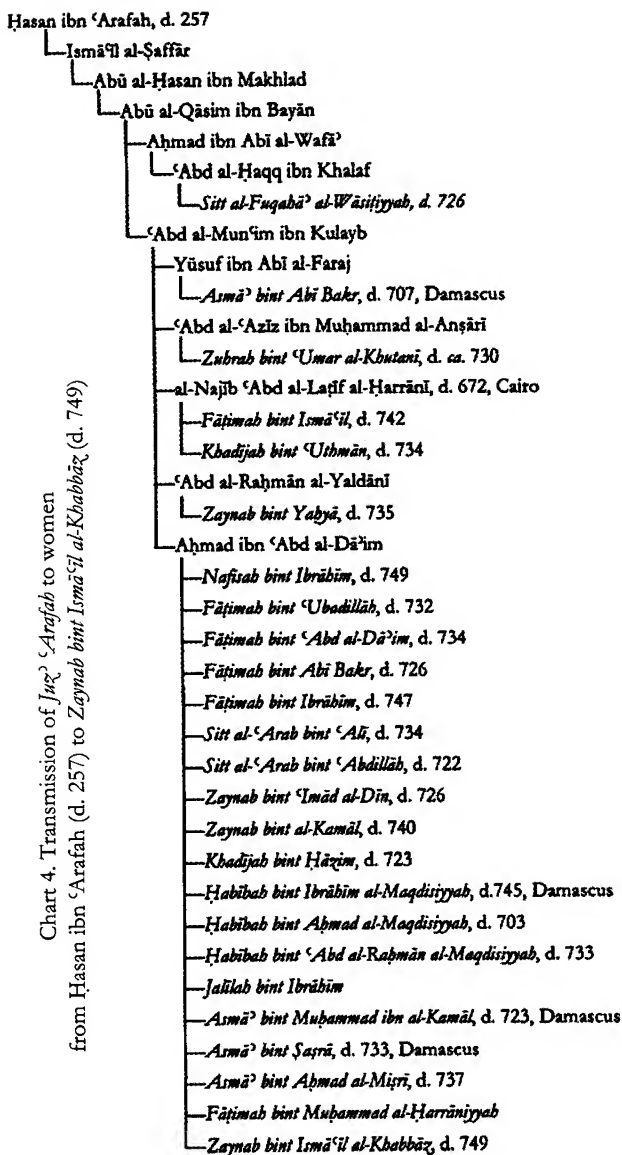 Ḥasan ibn ʿArafah, d. 257
Ismāʿīl al-Ṣaffār
Abū al-Ḥasan ibn Makhlad
Abū al-Qāsim ibn Bayān
Aḥmad ibn Abī al-Wafāʾ
ʿAbd al-Ḥaqq ibn Khalaf
Sitt al-Fuqahāʾ al-Wāsiṭiyyah, d. 726
ʿAbd al-Munʿim ibn Kulayb
Yūsuf ibn Abī al-Faraj
Asmāʾ bint Abī Bakr, d. 707, Damascus
ʿAbd al-ʿAzīz ibn Muḥammad al-Anṣārī
Zuhrah bint ʿUmar al-Khutanī, d. ca. 730
al-Najīb ʿAbd al-Laṭīf al-Ḥarrānī, d. 672, Cairo
Fāṭimah bint Ismāʿīl, d. 742
Khadījah bint ʿUthmān, d. 734
ʿAbd al-Raḥmān al-Yaldānī
Zaynab bint Yaḥyā, d. 735
Aḥmad ibn ʿAbd al-Dāʾim
Nafīsah bint Ibrāhīm, d. 749
Fāṭimah bint ʿUbadillāh, d. 732
Fāṭimah bint ʿAbd al-Dāʾim, d. 734
Fāṭimah bint Abī Bakr, d. 726
Fāṭimah bint Ibrāhīm, d. 747
Sitt al-ʿArab bint ʿAlī, d. 734
Sitt al-ʿArab bint ʿAbdillāh, d. 722
Zaynab bint ʿImād al-Dīn, d. 726
Zaynab bint al-Kamāl, d. 740
Khadījah bint Ḥāzim, d. 723
Ḥabībah bint Ibrāhīm al-Maqdisiyyah, d.745, Damascus
Ḥabībah bint Aḥmad al-Maqdisiyyah, d. 703
Ḥabībah bint ʿAbd al-Raḥmān al-Maqdisiyyah, d. 733
Jalīlah bint Ibrāhīm
Asmāʾ bint Muḥammad ibn al-Kamāl, d. 723, Damascus
Asmāʾ bint Ṣaṣrā, d. 733, Damascus
Asmāʾ bint Aḥmad al-Miṣrī, d. 737
Fāṭimah bint Muḥammad al-Ḥarrāniyyah
Zaynab bint Ismāʿīl al-Khabbāz, d. 749
Chart 4. Transmission of Juzʾ ʿArafah to women
from Ḥasan ibn ʿArafah (d. 257) to Zaynab bint Ismāʿīl al-Khabbāz (d. 749)